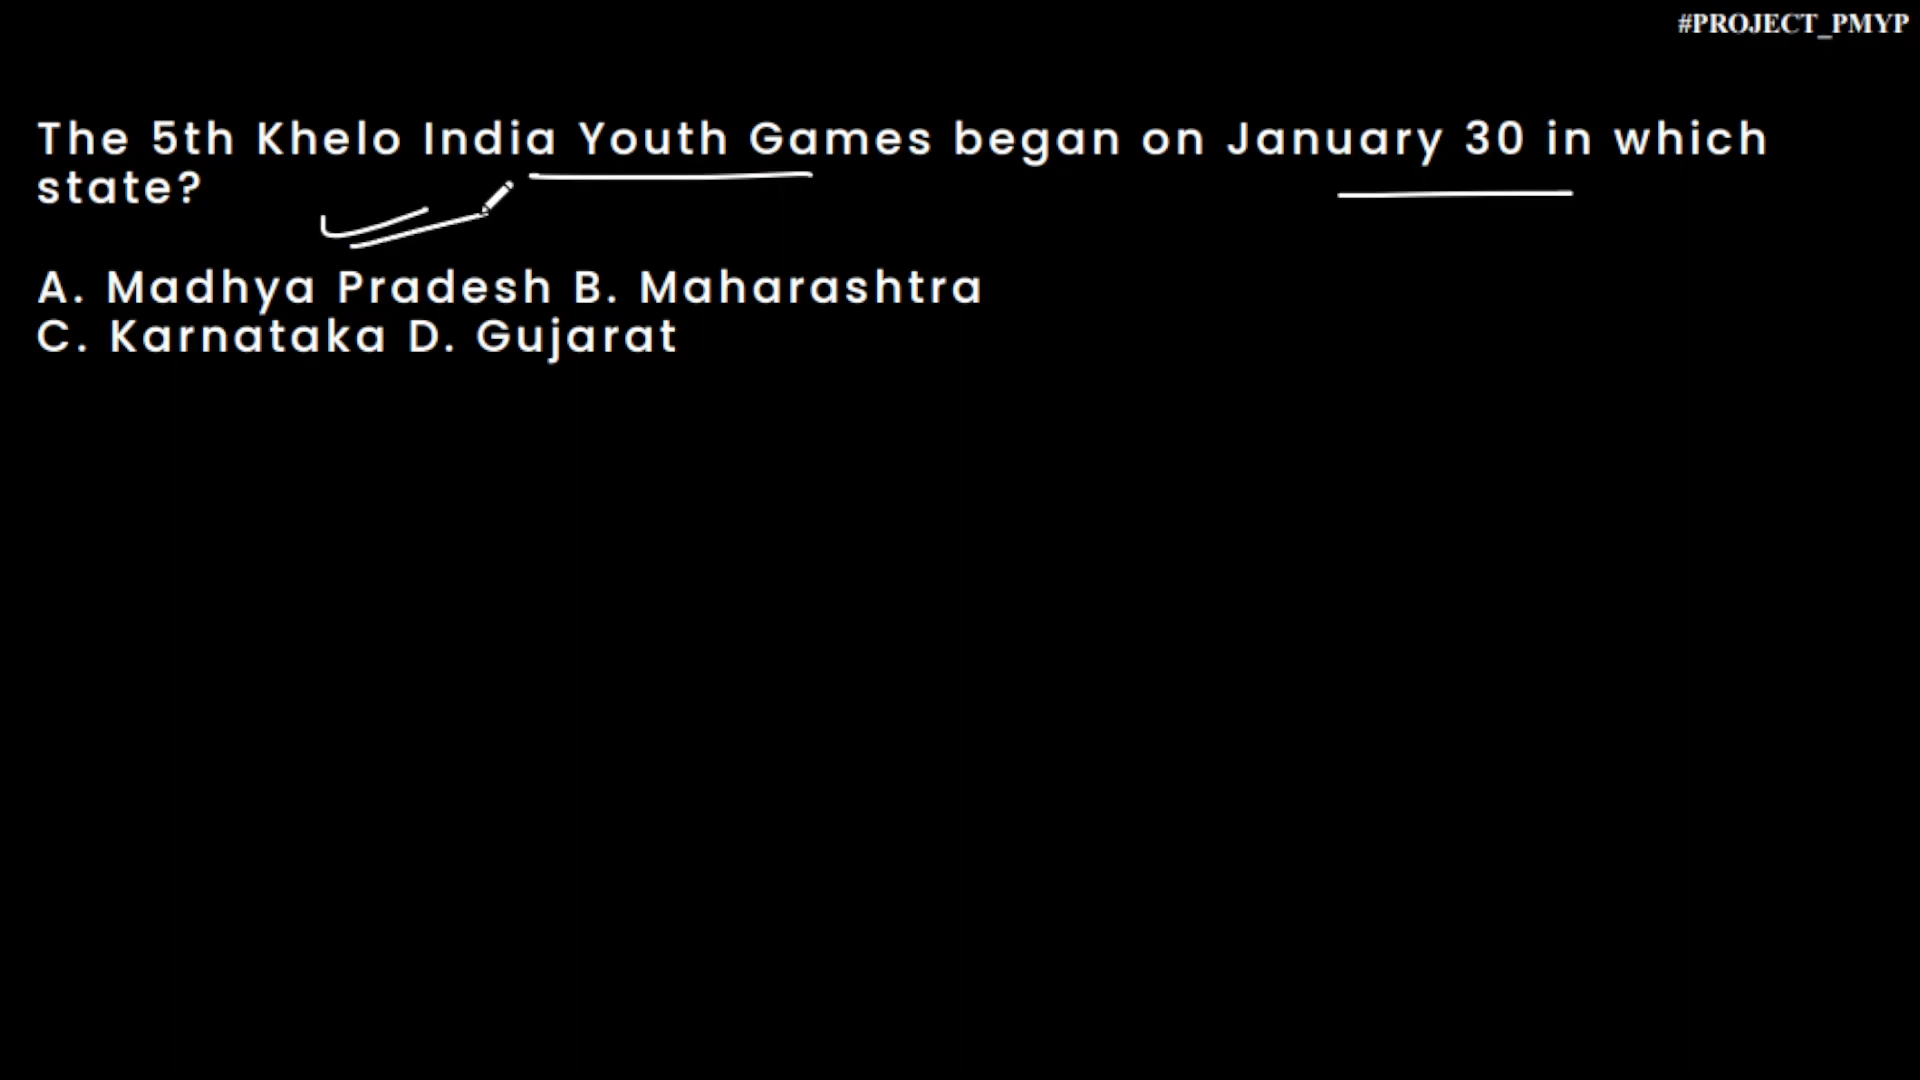 #PROJECT_PMYP
The 5th Khelo India Youth Games began on January 30 in which
state?
A. Madhya Pradesh B. Maharashtra
C. Karnataka D. Gujarat